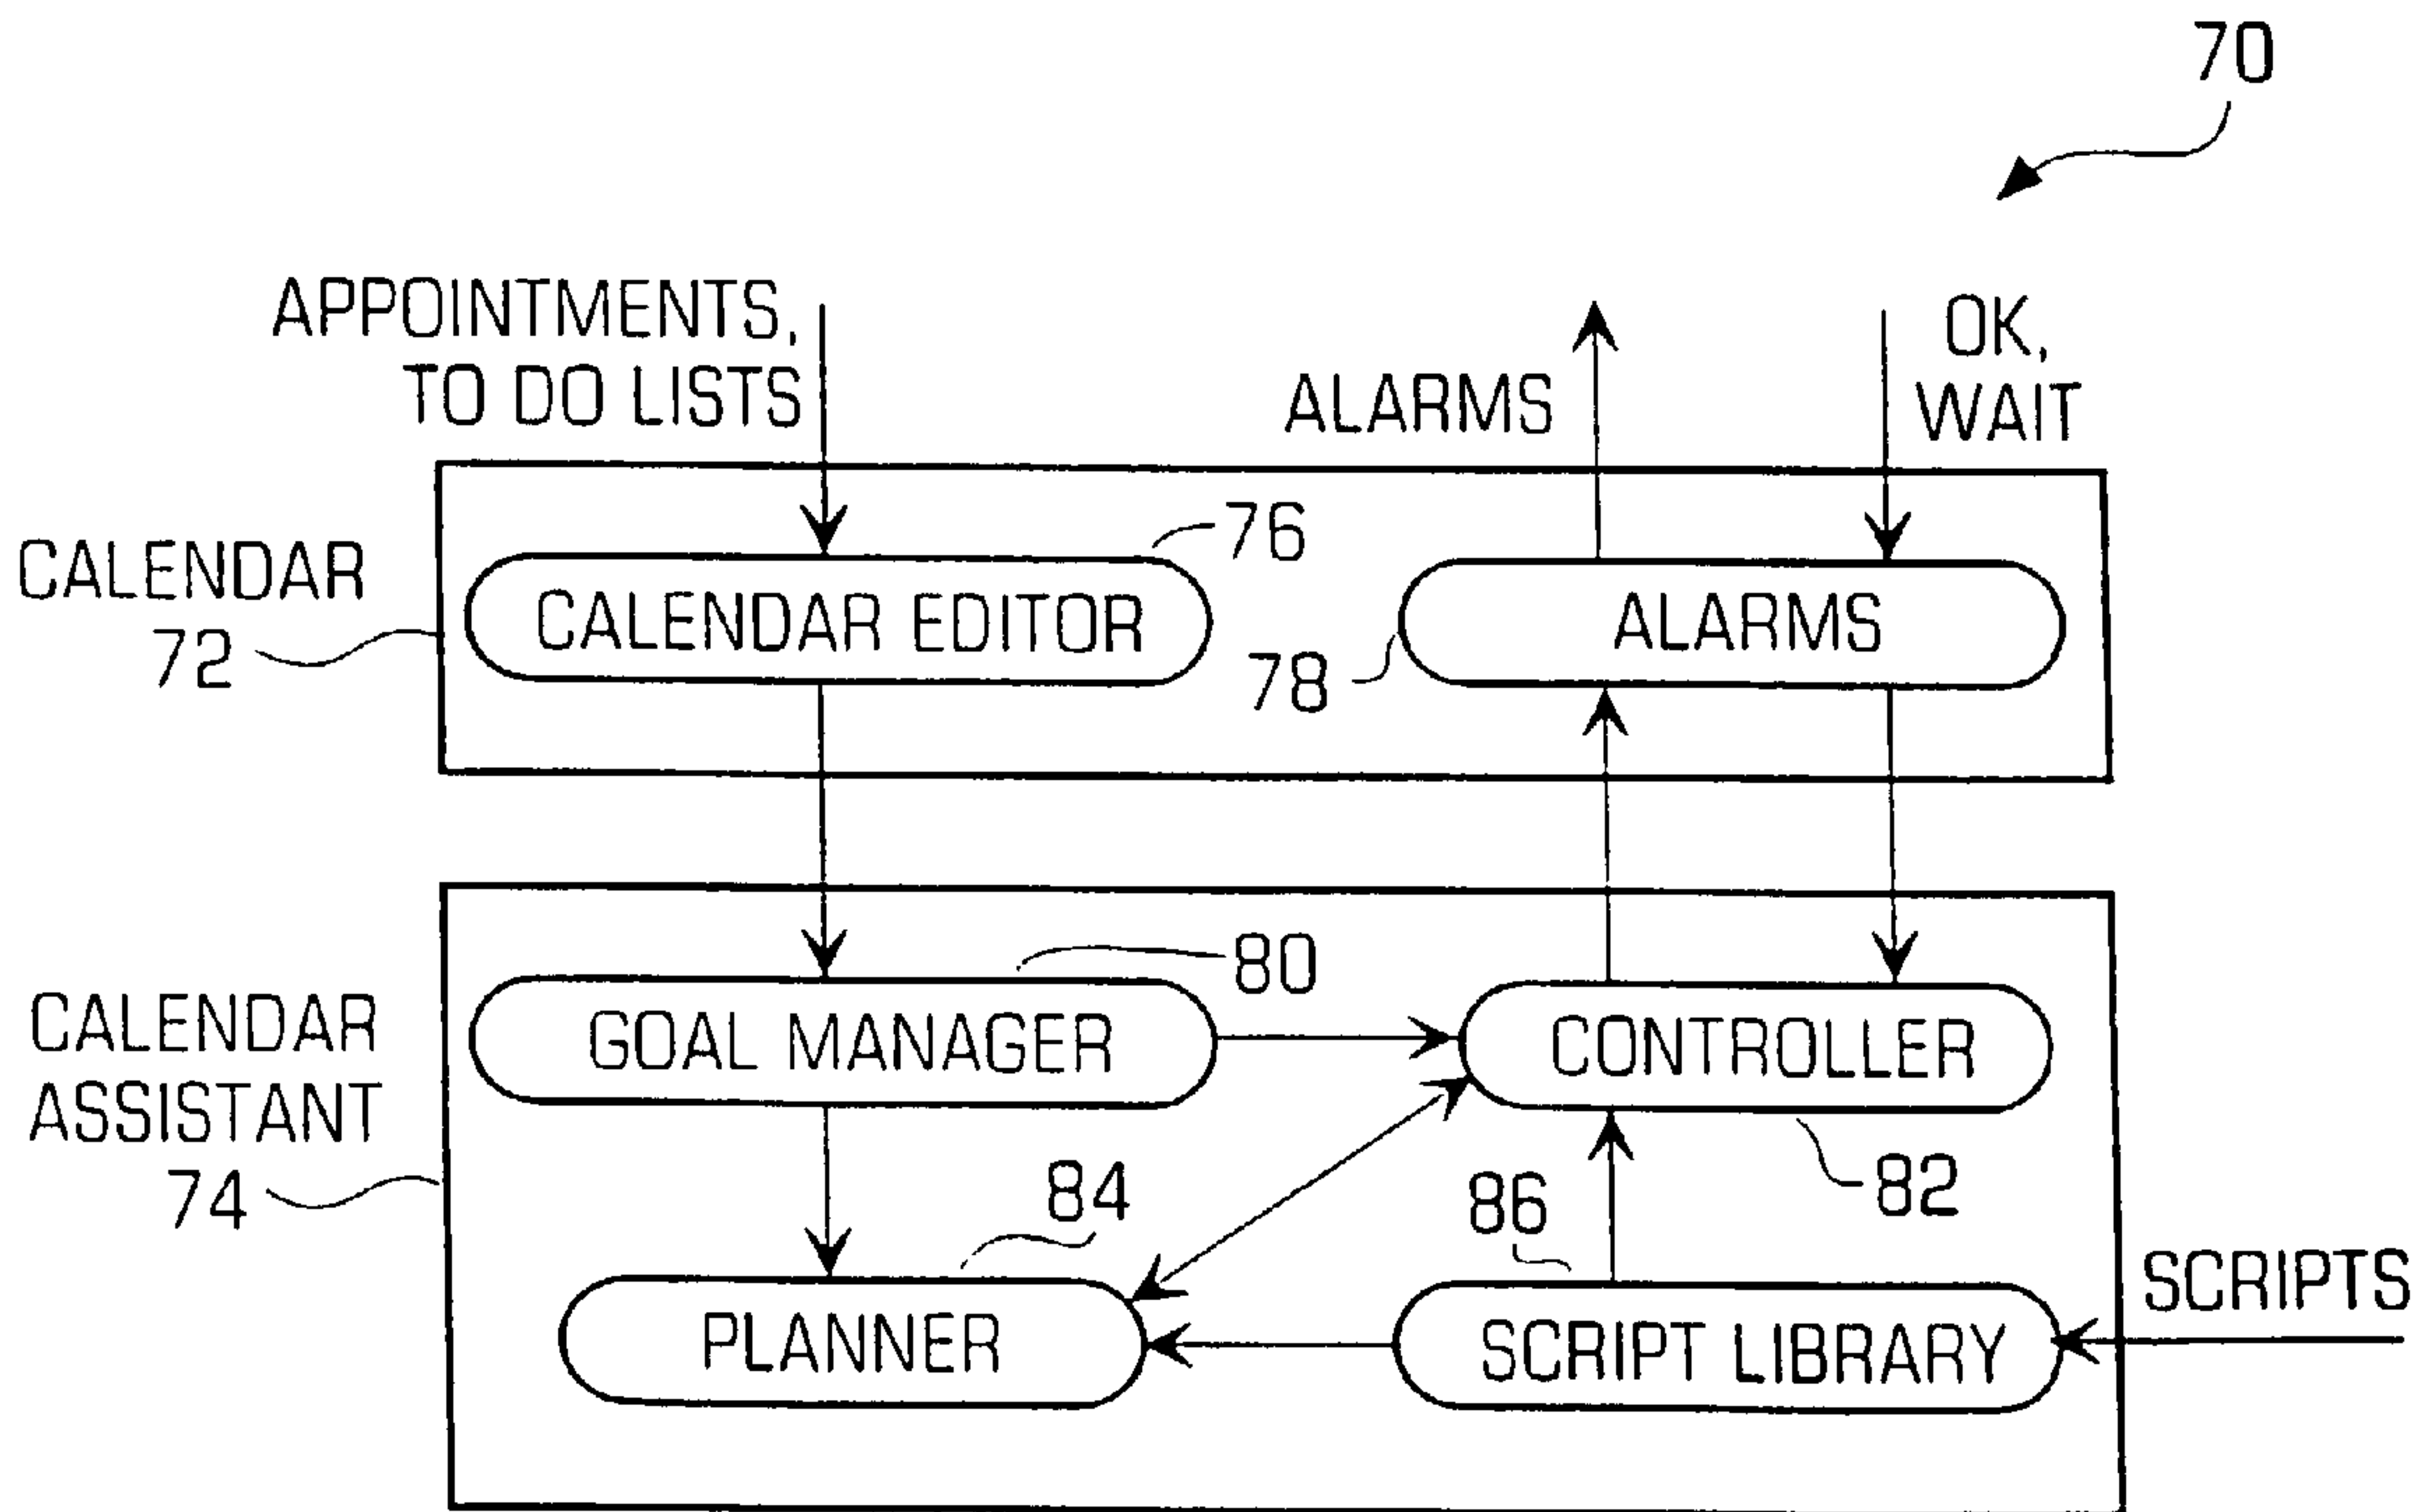 70
APPOINTMENTS,
TO DO LISTS
ALARMS
OK,
WAIT
CALENDAR
72
76
CALENDAR EDITOR
78
ALARMS
CALENDAR
ASSISTANT
74
80
GOAL MANAGER
CONTROLLER
82
84
PLANNER
86
SCRIPT LIBRARY
SCRIPTS